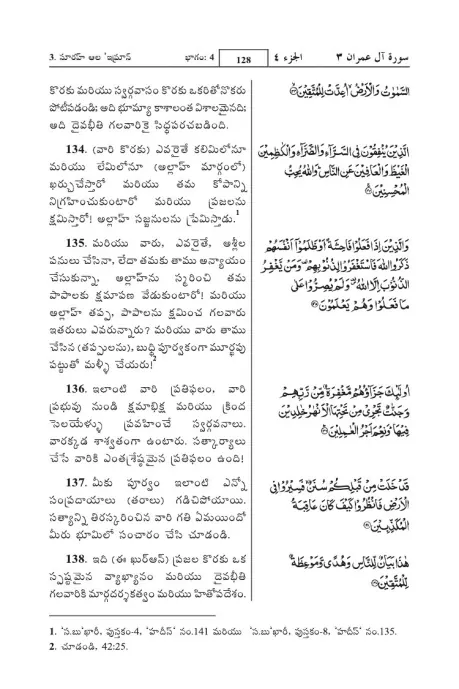 3. సూరహ్ ఆల 'ఇమ్రాన్ భాగం: 4 128 الجزء ٤ سورة آل عمران ٣
కొరకు మరియు స్వర్గవాసం కొరకు ఒకరితోనొకరు
పోటీపడండి; అది భూమ్యా కాశాలంత విశాలమైనది;
అది దైవభీతి గలవారికై సిద్ధపరచబడింది.
134. (వారి కొరకు) ఎవరైతే కలిమిలోనూ
మరియు లేమిలోనూ (అల్లాహ్ మార్గంలో)
ఖర్చుచేస్తారో మరియు తమ కోపాన్ని
నిగ్రహించుకుంటారో మరియు ప్రజలను
క్షమిస్తారో! అల్లాహ్ సజ్జనులను ప్రేమిస్తాడు.1
135. మరియు వారు, ఎవరైతే, అశ్లీల
పనులు చేసినా, లేదా తమకు తాము అన్యాయం
చేసుకున్నా, అల్లాహ్‌ను స్మరించి తమ
పాపాలకు క్షమాపణ వేడుకుంటారో! మరియు
అల్లాహ్ తప్ప, పాపాలను క్షమించ గలవారు
ఇతరులు ఎవరున్నారు? మరియు వారు తాము
చేసిన (తప్పులను), బుద్ధిపూర్వకంగా మూర్ఖపు
పట్టుతో మళ్ళీ చేయరు!2
136. ఇలాంటి వారి ప్రతిఫలం, వారి
ప్రభువు నుండి క్షమాభిక్ష మరియు క్రింద
సెలయేళ్ళు ప్రవహించే స్వర్గవనాలు.
వారక్కడ శాశ్వతంగా ఉంటారు. సత్కార్యాలు
చేసే వారికి ఎంత శ్రేష్ఠమైన ప్రతిఫలం ఉంది!
137. మీకు పూర్వం ఇలాంటి ఎన్నో
సంప్రదాయాలు (తరాలు) గడిచిపోయాయి.
సత్యాన్ని తిరస్కరించిన వారి గతి ఏమయిందో
మీరు భూమిలో సంచారం చేసి చూడండి.
138. ఇది (ఈ ఖుర్ఆన్) ప్రజల కొరకు ఒక
స్పష్టమైన వ్యాఖ్యానం మరియు దైవభీతి
గలవారికి మార్గదర్శకత్వం మరియు హితోపదేశం.
السَّمٰوٰتُ وَالْاَرْضُ ۙ اُعِدَّتْ لِلْمُتَّقِيْنَ ۝
الَّذِيْنَ يُنْفِقُوْنَ فِي السَّرَّآءِ وَالضَّرَّآءِ وَالْكٰظِمِيْنَ
الْغَيْظَ وَالْعَافِيْنَ عَنِ النَّاسِ ؕ وَاللّٰهُ يُحِبُّ
الْمُحْسِنِيْنَ ۝
وَالَّذِيْنَ اِذَا فَعَلُوْا فَاحِشَةً اَوْ ظَلَمُوْٓا اَنْفُسَهُمْ
ذَكَرُوا اللّٰهَ فَاسْتَغْفَرُوْا لِذُنُوْبِهِمْ ۪ وَمَنْ يَّغْفِرُ
الذُّنُوْبَ اِلَّا اللّٰهُ ۪ وَلَمْ يُصِرُّوْا عَلٰى
مَا فَعَلُوْا وَهُمْ يَعْلَمُوْنَ ۝
اُولٰٓئِكَ جَزَآؤُهُمْ مَّغْفِرَةٌ مِّنْ رَّبِّهِمْ
وَجَنّٰتٌ تَجْرِيْ مِنْ تَحْتِهَا الْاَنْهٰرُ خٰلِدِيْنَ
فِيْهَا ؕ وَنِعْمَ اَجْرُ الْعٰمِلِيْنَ ۝
قَدْ خَلَتْ مِنْ قَبْلِكُمْ سُنَنٌ ۙ فَسِيْرُوْا فِي
الْاَرْضِ فَانْظُرُوْا كَيْفَ كَانَ عَاقِبَةُ
الْمُكَذِّبِيْنَ ۝
هٰذَا بَيَانٌ لِّلنَّاسِ وَهُدًى وَّمَوْعِظَةٌ
لِّلْمُتَّقِيْنَ ۝
1. 'స.'బు'ఖారీ, పుస్తకం-4, 'హదీస్' నం.141 మరియు 'స.'బు'ఖారీ, పుస్తకం-8, 'హదీస్' నం.135.
2. చూడండి, 42:25.